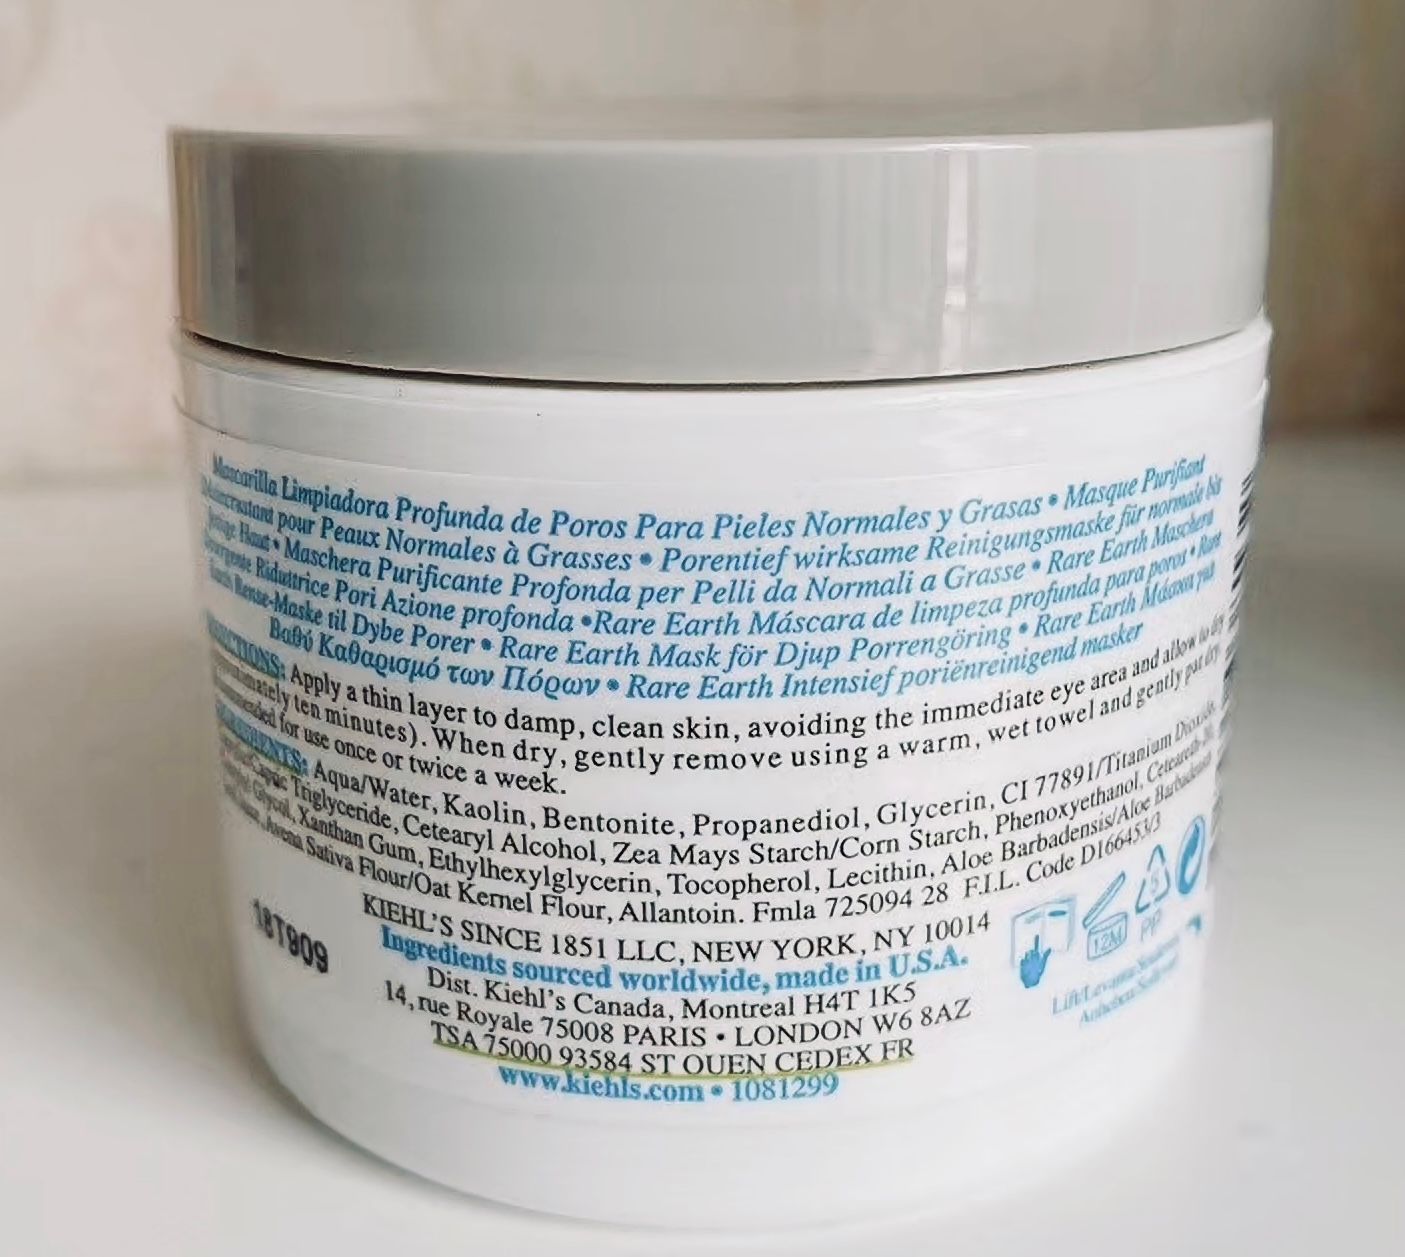 Mascarilla Limpiadora Profunda de Poros Para Pieles Normales y Grasas • Masque Purifiant
pour Peaux Normales à Grasses • Porentief wirksame Reinigungsmaske für normale bis
Haut • Maschera Purificante Profonda per Pelli da Normali a Grasse • Rare Earth Maschera
Riduttrice Pori Azione profonda • Rare Earth Máscara de limpeza profunda para poros • Rare
Earth Rense-Maske til Dybe Porer • Rare Earth Mask för Djup Porrengöring • Rare Earth Μάσκα για
Βαθύ Καθαρισμό των Πόρων • Rare Earth Intensief poriënreinigend masker
Apply a thin layer to damp, clean skin, avoiding the immediate eye area and allow to dry
ten minutes). When dry, gently remove using a warm, wet towel and gently pat dry.
for use once or twice a week.
Aqua/Water, Kaolin, Bentonite, Propanediol, Glycerin, CI 77891/Titanium Dioxide,
Triglyceride, Cetearyl Alcohol, Zea Mays Starch/Corn Starch, Phenoxyethanol,
Glycol, Xanthan Gum, Ethylhexylglycerin, Tocopherol, Lecithin, Aloe Barbadensis/Aloe Barbadensis
Avena Sativa Flour/Oat Kernel Flour, Allantoin. Fmla 725094 28 F.I.L. Code D166453/3
KIEHL'S SINCE 1851 LLC, NEW YORK, NY 10014
Ingredients sourced worldwide, made in U.S.A.
Dist. Kiehl's Canada, Montreal H4T 1K5
14, rue Royale 75008 PARIS • LONDON W6 8AZ
TSA 75000 93584 ST OUEN CEDEX FR
www.kiehls.com • 1081299
18T909
12M
5
PP